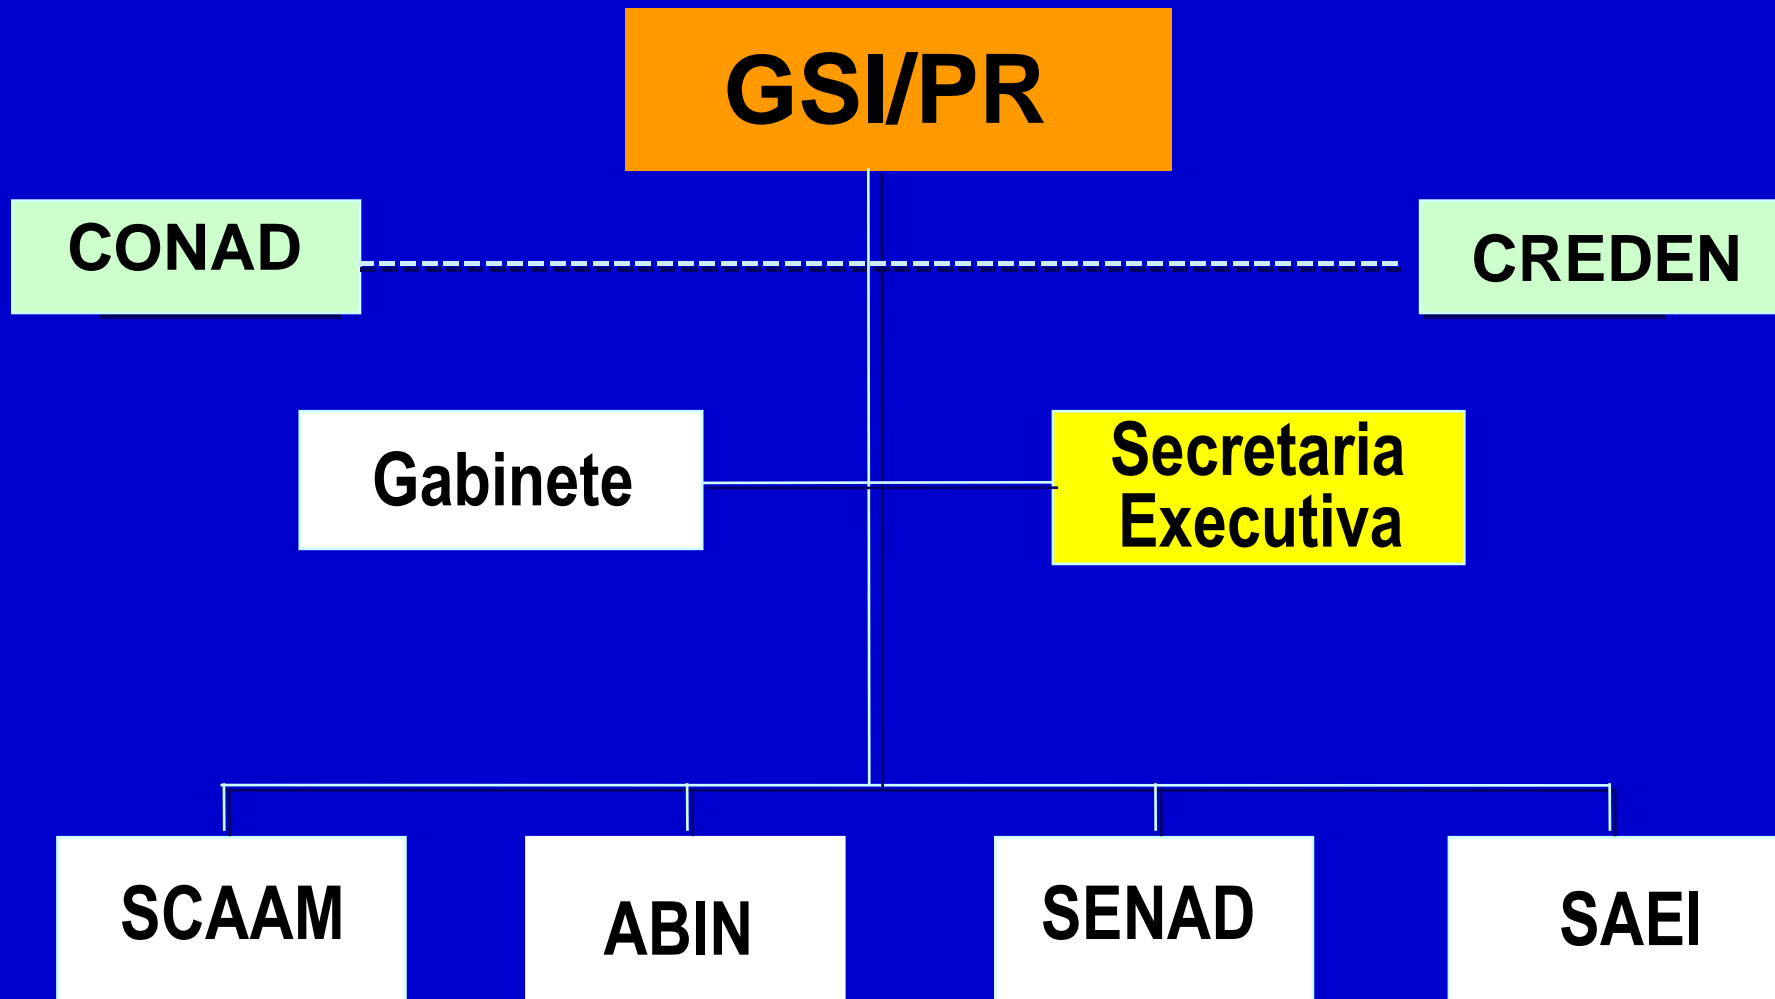 GSI/PR
CONAD
CREDEN
Gabinete
Secretaria
Executiva
SCAAM
ABIN
SENAD
SAEI